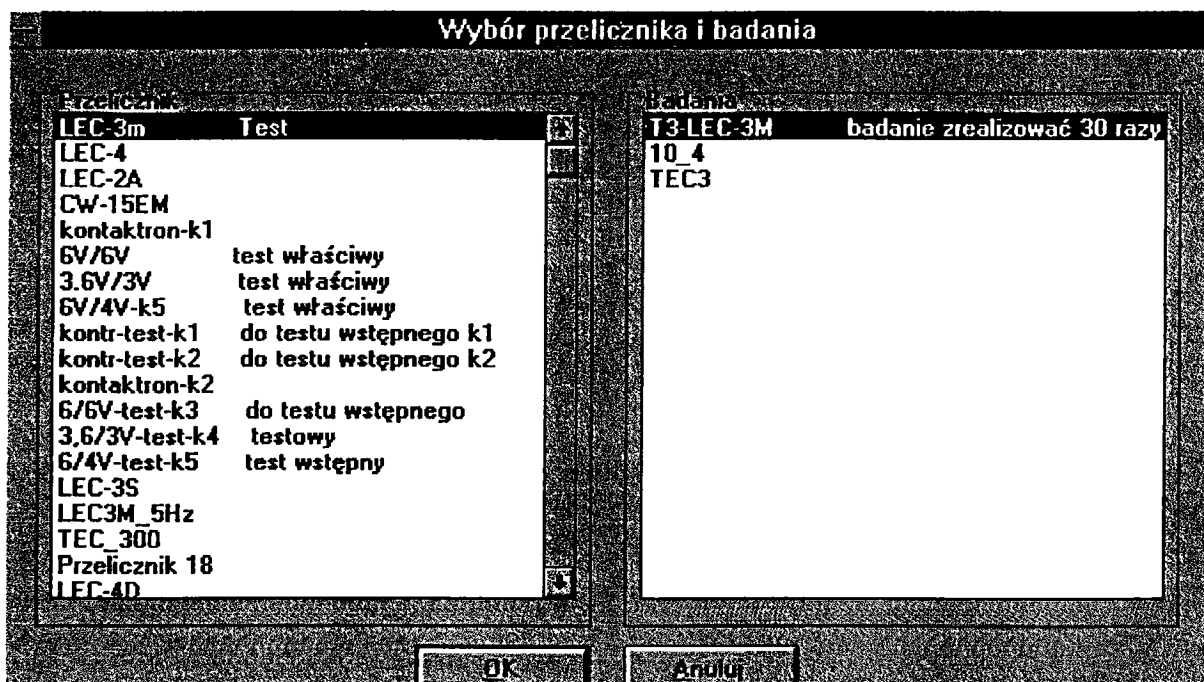 Wybór przelicznika i badania
Przelicznik
LEC-3m Test
LEC-4
LEC-2A
CW-15EM
kontaktron-k1
6V/6V test właściwy
3.6V/3V test właściwy
6V/4V-k5 test właściwy
kontr-test-k1 do testu wstępnego k1
kontr-test-k2 do testu wstępnego k2
kontaktron-k2
6/6V-test-k3 do testu wstępnego
3,6/3V-test-k4 testowy
6/4V-test-k5 test wstępny
LEC-3S
LEC3M_5Hz
TEC_300
Przelicznik 18
LEC-4D
Badania
T3-LEC-3M badanie zrealizować 30 razy
10_4
TEC3
OK
Anuluj